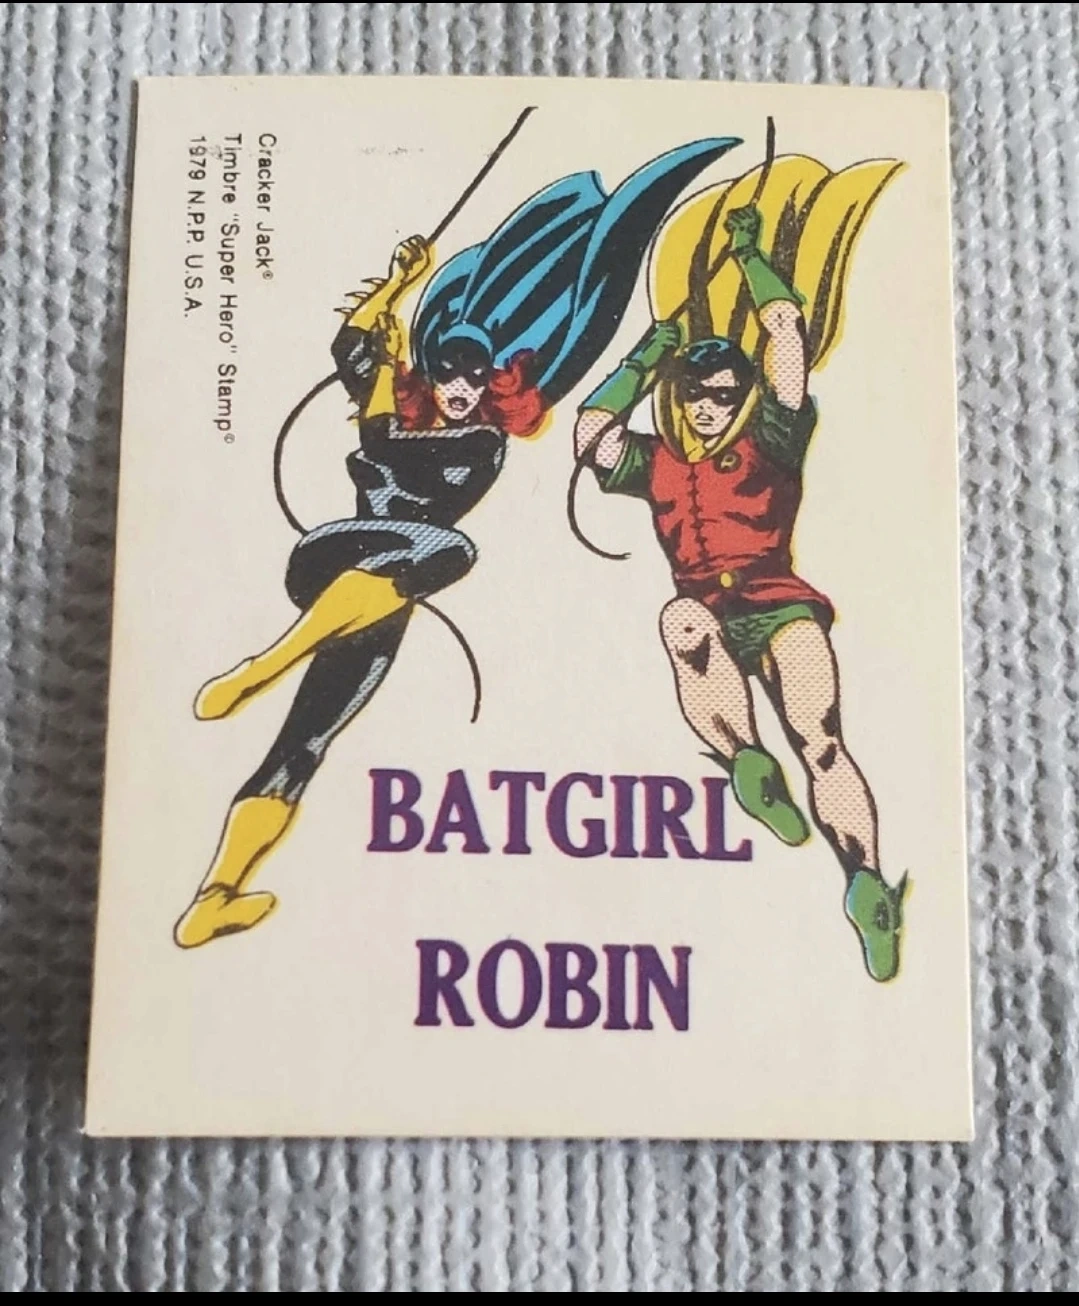 Cracker Jack®
Timbre "Super Hero" Stamp©
1979 N.P.P. U.S.A.
R
BATGIRL
ROBIN